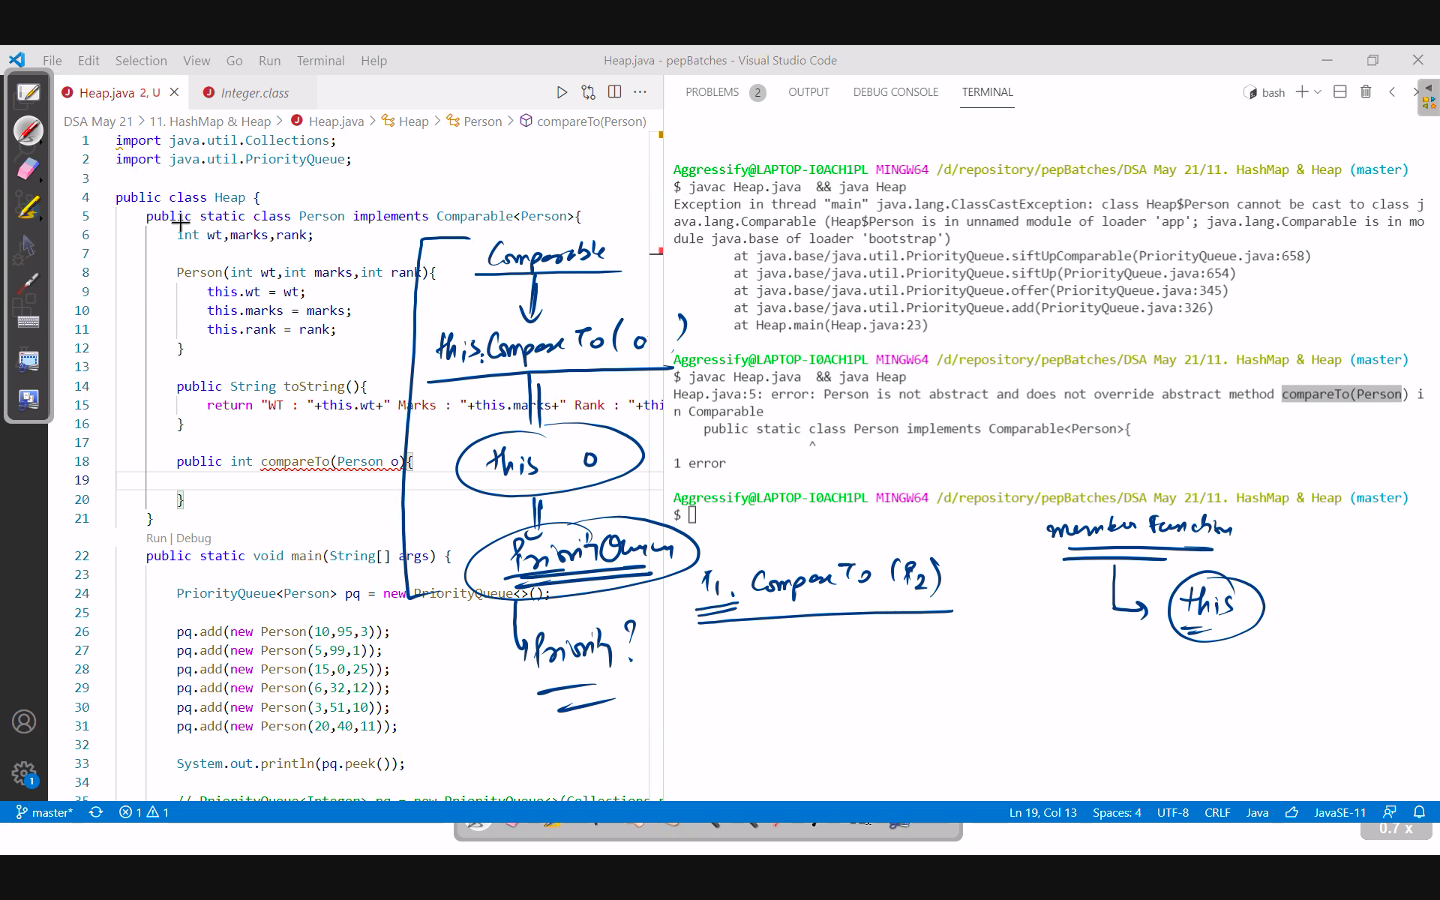 File Edit Selection View Go Run Terminal Help
Heap.java - pepBatches - Visual Studio Code
Heap.java 2, U
Integer.class
PROBLEMS 2 OUTPUT DEBUG CONSOLE TERMINAL
bash
DSA May 21 > 11. HashMap & Heap > Heap.java > Heap > Person > compareTo(Person)
1 import java.util.Collections;
2 import java.util.PriorityQueue;
3
4 public class Heap {
5 public static class Person implements Comparable<Person>{
6 int wt,marks,rank;
7
8 Person(int wt,int marks,int rank){
9 this.wt = wt;
10 this.marks = marks;
11 this.rank = rank;
12 }
13
14 public String toString(){
15 return "WT : "+this.wt+" Marks : "+this.marks+" Rank : "+thi
16 }
17
18 public int compareTo(Person o){
19
20 }
21 }
Run | Debug
22 public static void main(String[] args) {
23
24 PriorityQueue<Person> pq = new PriorityQueue<>();
25
26 pq.add(new Person(10,95,3));
27 pq.add(new Person(5,99,1));
28 pq.add(new Person(15,0,25));
29 pq.add(new Person(6,32,12));
30 pq.add(new Person(3,51,10));
31 pq.add(new Person(20,40,11));
32
33 System.out.println(pq.peek());
34
35 // PriorityQueue<Integer> pq = new PriorityQueue<>(Collections
Comparable
this.CompareTo( o )
this o
PriorityQueue
Priority?
Aggressify@LAPTOP-I0ACH1PL MINGW64 /d/repository/pepBatches/DSA May 21/11. HashMap & Heap (master)
$ javac Heap.java && java Heap
Exception in thread "main" java.lang.ClassCastException: class Heap$Person cannot be cast to class j
ava.lang.Comparable (Heap$Person is in unnamed module of loader 'app'; java.lang.Comparable is in mo
dule java.base of loader 'bootstrap')
at java.base/java.util.PriorityQueue.siftUpComparable(PriorityQueue.java:658)
at java.base/java.util.PriorityQueue.siftUp(PriorityQueue.java:654)
at java.base/java.util.PriorityQueue.offer(PriorityQueue.java:345)
at java.base/java.util.PriorityQueue.add(PriorityQueue.java:326)
at Heap.main(Heap.java:23)
Aggressify@LAPTOP-I0ACH1PL MINGW64 /d/repository/pepBatches/DSA May 21/11. HashMap & Heap (master)
$ javac Heap.java && java Heap
Heap.java:5: error: Person is not abstract and does not override abstract method compareTo(Person) i
n Comparable
public static class Person implements Comparable<Person>{
^
1 error
Aggressify@LAPTOP-I0ACH1PL MINGW64 /d/repository/pepBatches/DSA May 21/11. HashMap & Heap (master)
$
member function
this
P1. CompareTo (P2)
master* 1 1
Ln 19, Col 13 Spaces: 4 UTF-8 CRLF Java JavaSE-11
0.7 x